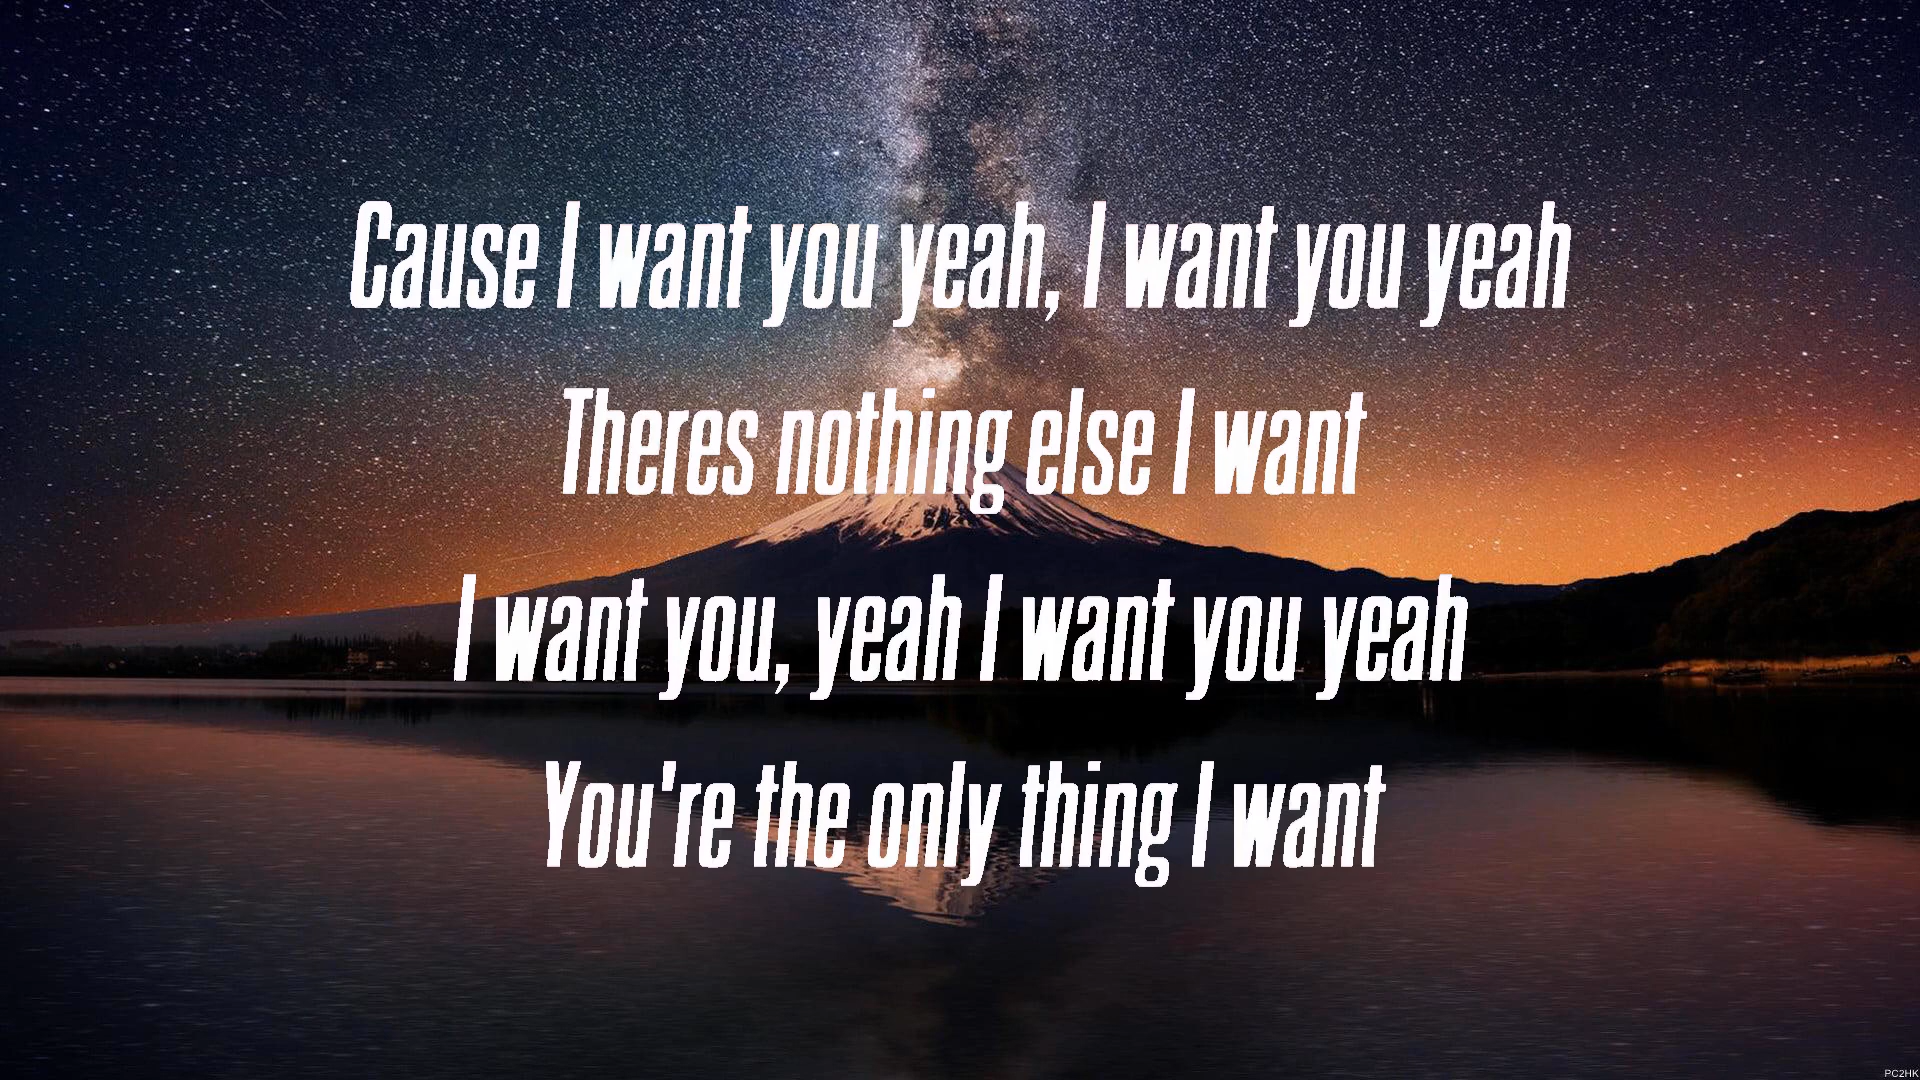 Cause I want you yeah, I want you yeah
Theres nothing else I want
I want you, yeah I want you yeah
You're the only thing I want
PC2HK